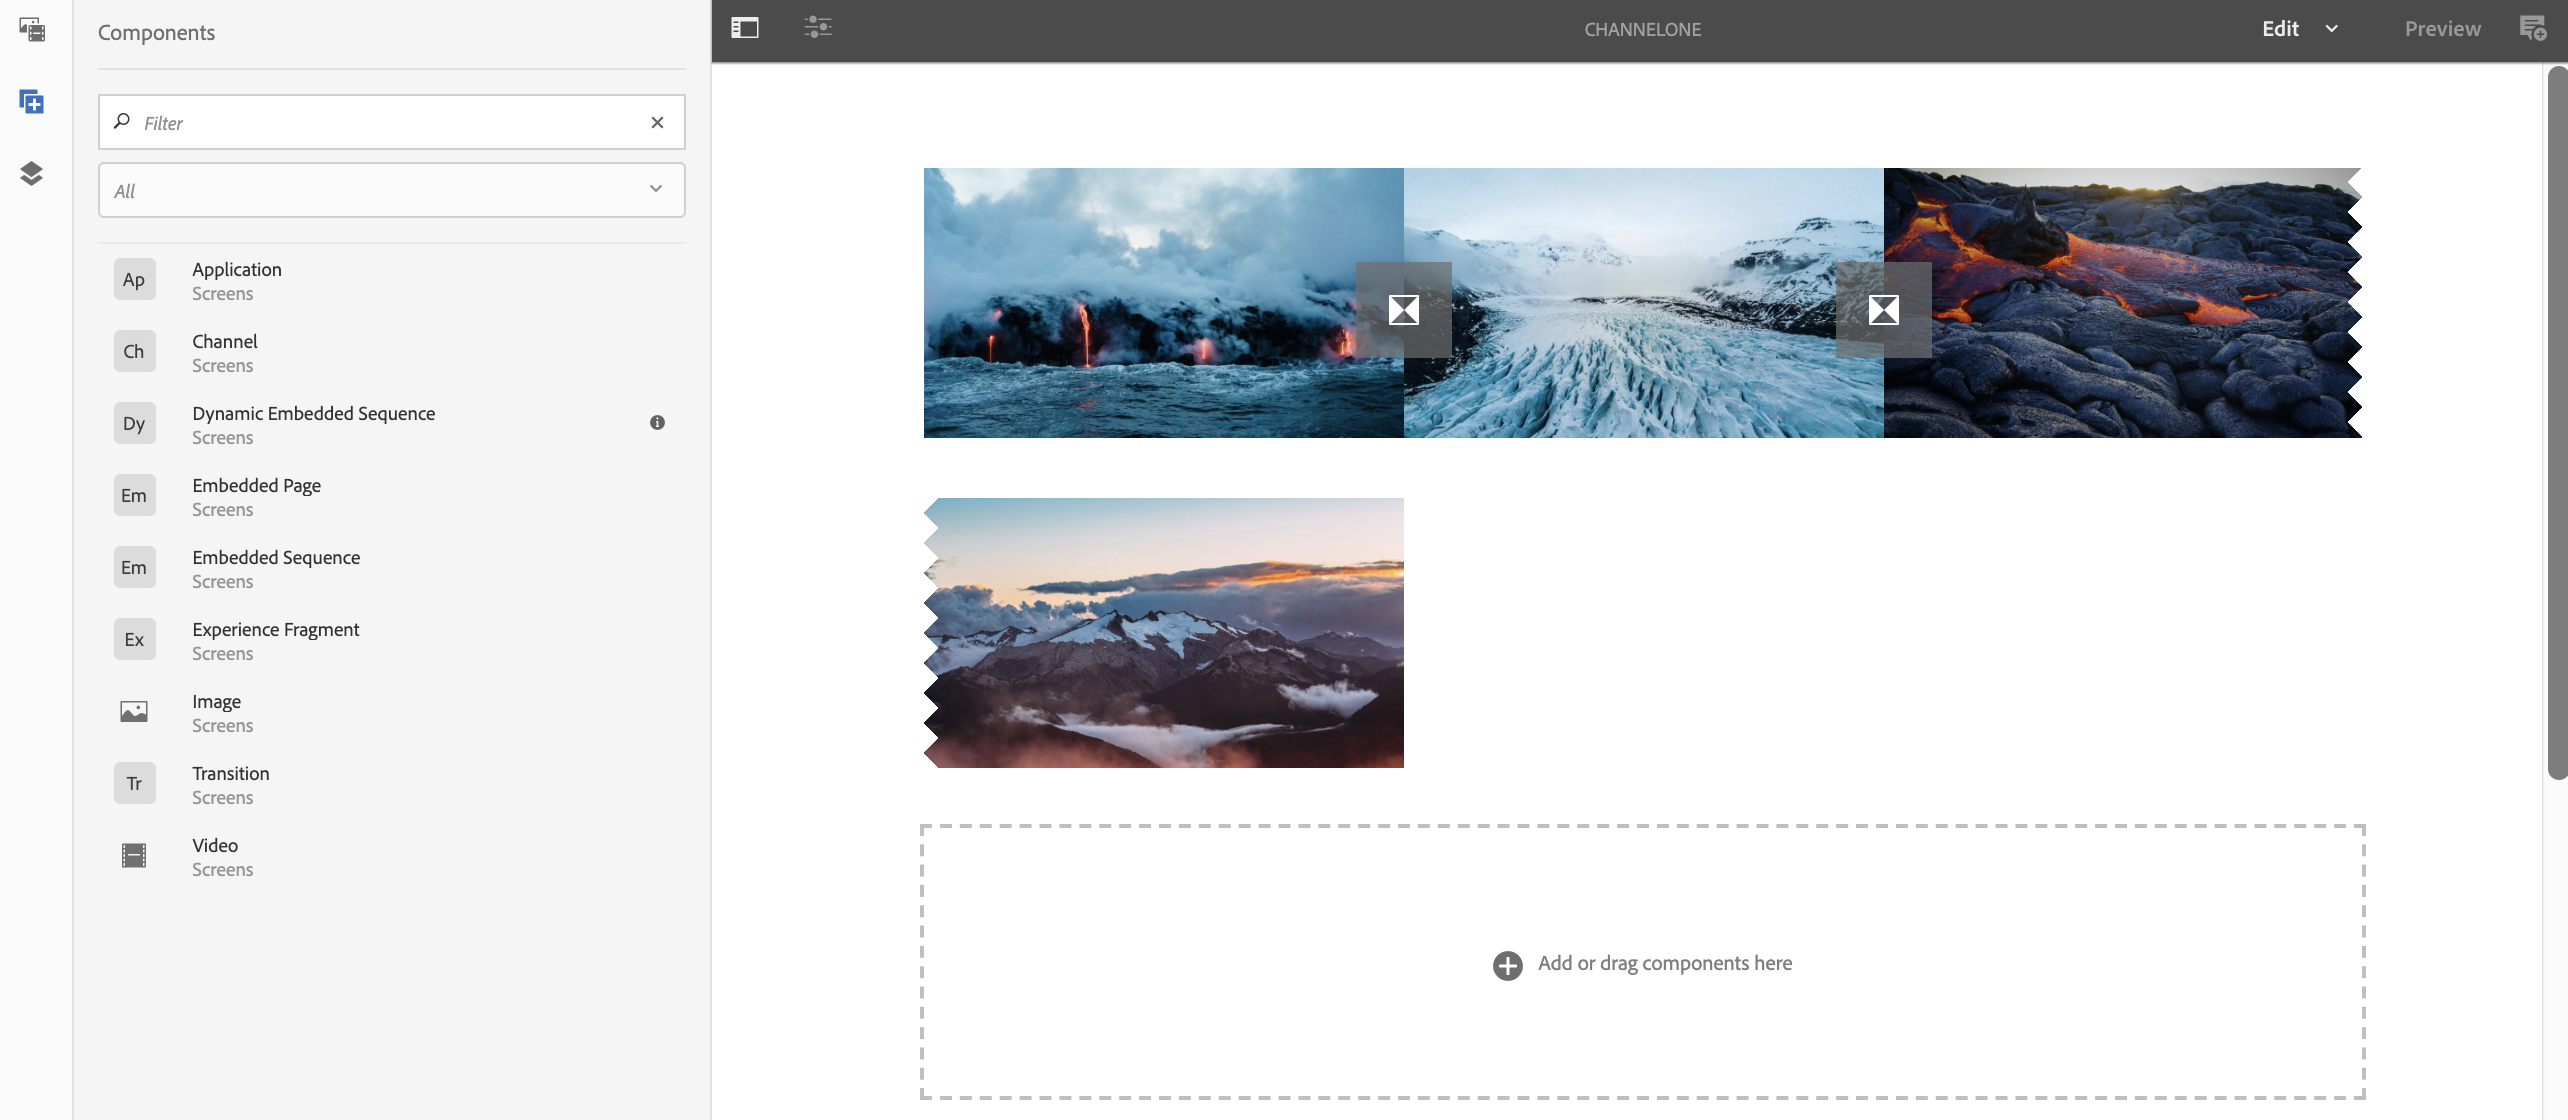 Components
Filter
All
Ap
Application
Screens
Ch
Channel
Screens
Dy
Dynamic Embedded Sequence
Screens
Em
Embedded Page
Screens
Em
Embedded Sequence
Screens
Ex
Experience Fragment
Screens
Image
Screens
Tr
Transition
Screens
Video
Screens
CHANNELONE
Edit
Preview
Add or drag components here